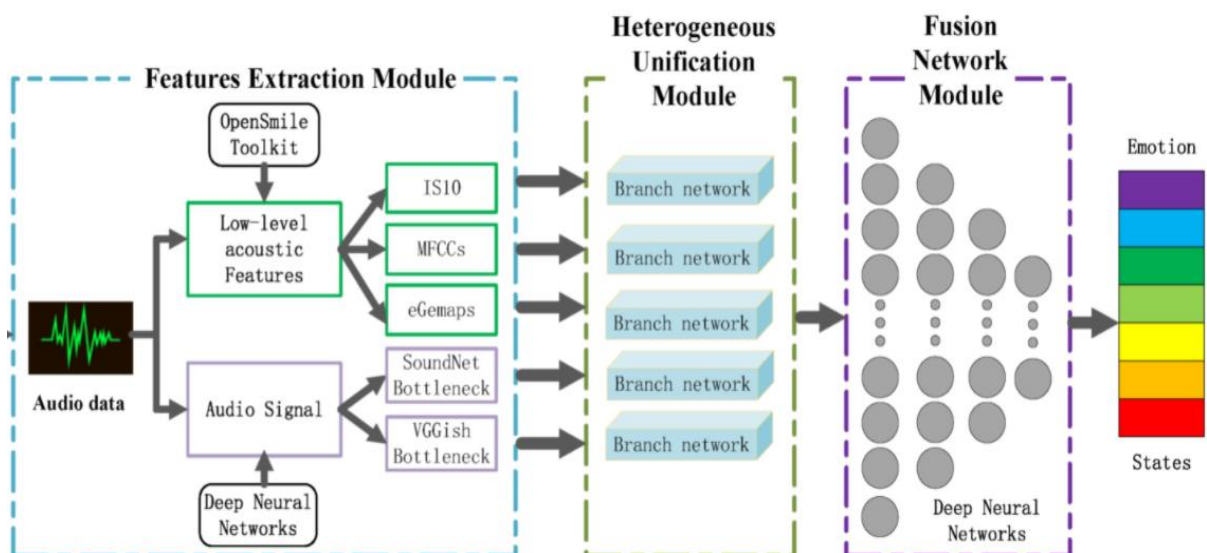 Features Extraction Module
OpenSmile
Toolkit
Low-level
acoustic
Features
IS10
MFCCs
eGemaps
Audio data
Audio Signal
SoundNet
Bottleneck
VGGish
Bottleneck
Deep Neural
Networks
Heterogeneous
Unification
Module
Branch network
Branch network
Branch network
Branch network
Branch network
Fusion
Network
Module
Deep Neural
Networks
Emotion
States